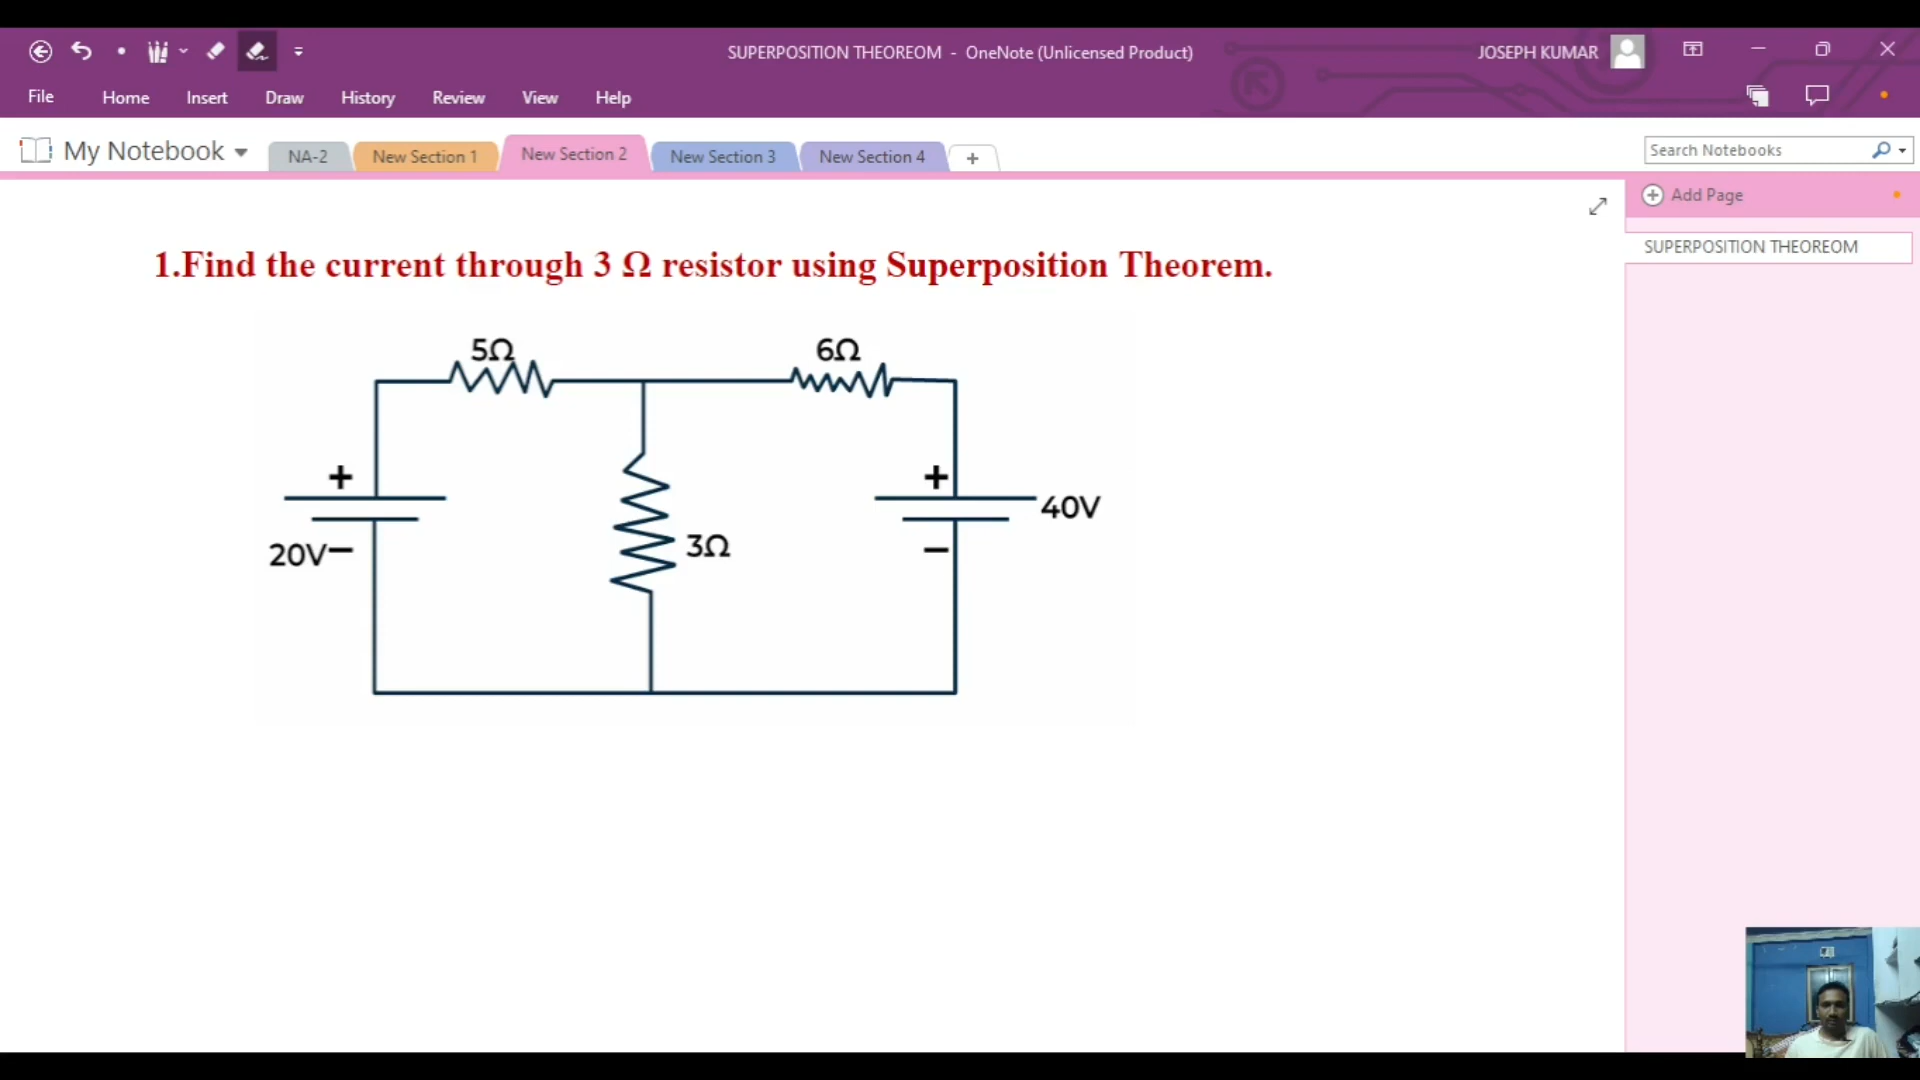 SUPERPOSITION THEOREOM - OneNote (Unlicensed Product)
JOSEPH KUMAR
File Home Insert Draw History Review View Help
My Notebook
NA-2 New Section 1 New Section 2 New Section 3 New Section 4 +
Search Notebooks
Add Page
SUPERPOSITION THEOREOM
1.Find the current through 3 Ω resistor using Superposition Theorem.
5Ω
6Ω
+
+
40V
20V−
3Ω
−